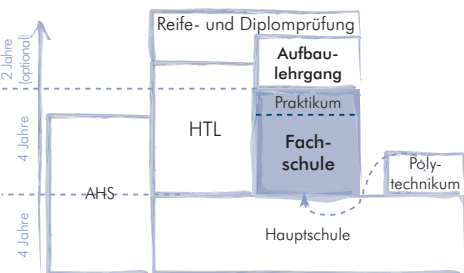 Reife- und Diplomprüfung
2 Jahre
(optional)
Aufbau-
lehrgang
Praktikum
HTL
Fach-
schule
4 Jahre
Poly-
technikum
AHS
4 Jahre
Hauptschule